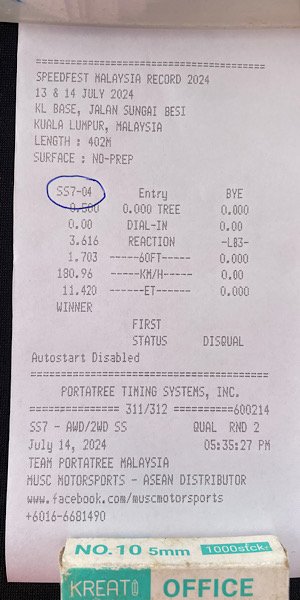 ==========================================
SPEEDFEST MALAYSIA RECORD 2024
13 & 14 JULY 2024
KL BASE, JALAN SUNGAI BESI
KUALA LUMPUR, MALAYSIA
LENGTH : 402M
SURFACE : NO-PREP
==========================================
SS7-04 Entry BYE
0.500 0.000 TREE 0.000
0.00 DIAL-IN 0.00
3.616 REACTION -LB3-
1.703 -----60FT----- 0.000
180.96 ------KM/H----- 0.00
11.420 ------ET------ 0.000
WINNER
FIRST
STATUS DISQUAL
Autostart Disabled
==========================================
PORTATREE TIMING SYSTEMS, INC.
=============== 311/312 ==========600214
SS7 - AWD/2WD SS QUAL RND 2
July 14, 2024 05:35:27 PM
TEAM PORTATREE MALAYSIA
MUSC MOTORSPORTS - ASEAN DISTRIBUTOR
www.facebook.com/muscmotorsports
+6016-6681490
NO.10 5mm 1000sfck.
KREATI OFFICE